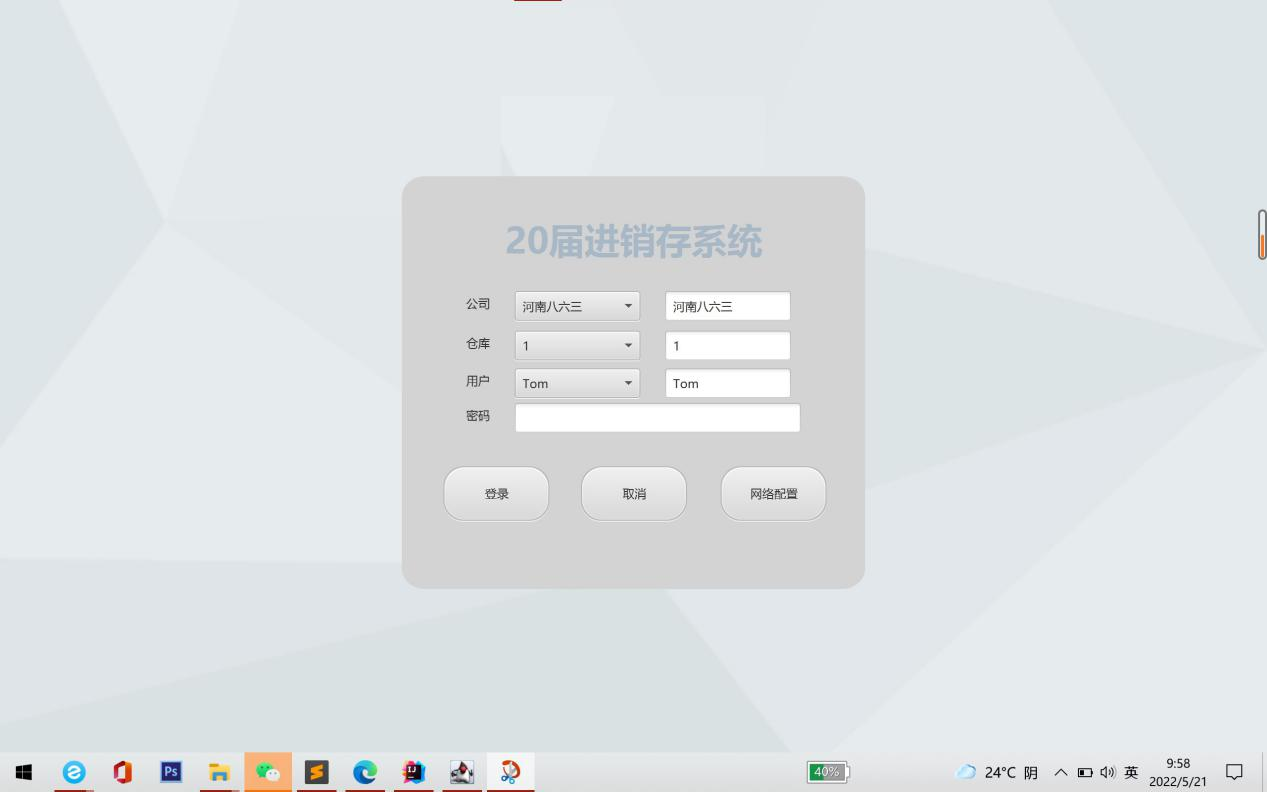 20届进销存系统
公司 河南八六三 河南八六三
仓库 1 1
用户 Tom Tom
密码
登录 取消 网络配置
Ps
IJ
40%
24°C 阴
英
9:58
2022/5/21